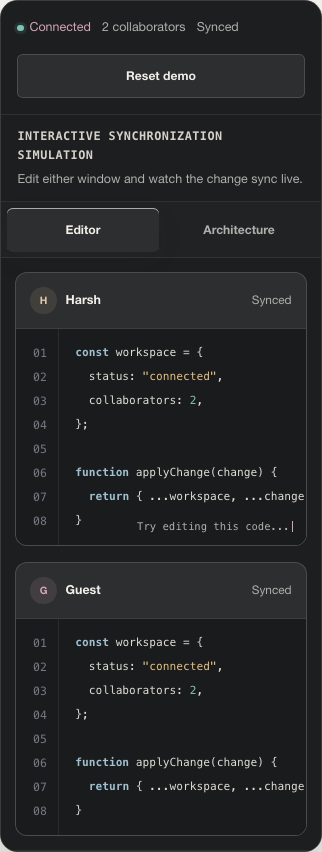 Connected 2 collaborators Synced
Reset demo
INTERACTIVE SYNCHRONIZATION
SIMULATION
Edit either window and watch the change sync live.
Editor Architecture
H Harsh Synced
01 const workspace = {
02   status: "connected",
03   collaborators: 2,
04 };
05
06 function applyChange(change) {
07   return { ...workspace, ...change
08 }
Try editing this code...
G Guest Synced
01 const workspace = {
02   status: "connected",
03   collaborators: 2,
04 };
05
06 function applyChange(change) {
07   return { ...workspace, ...change
08 }